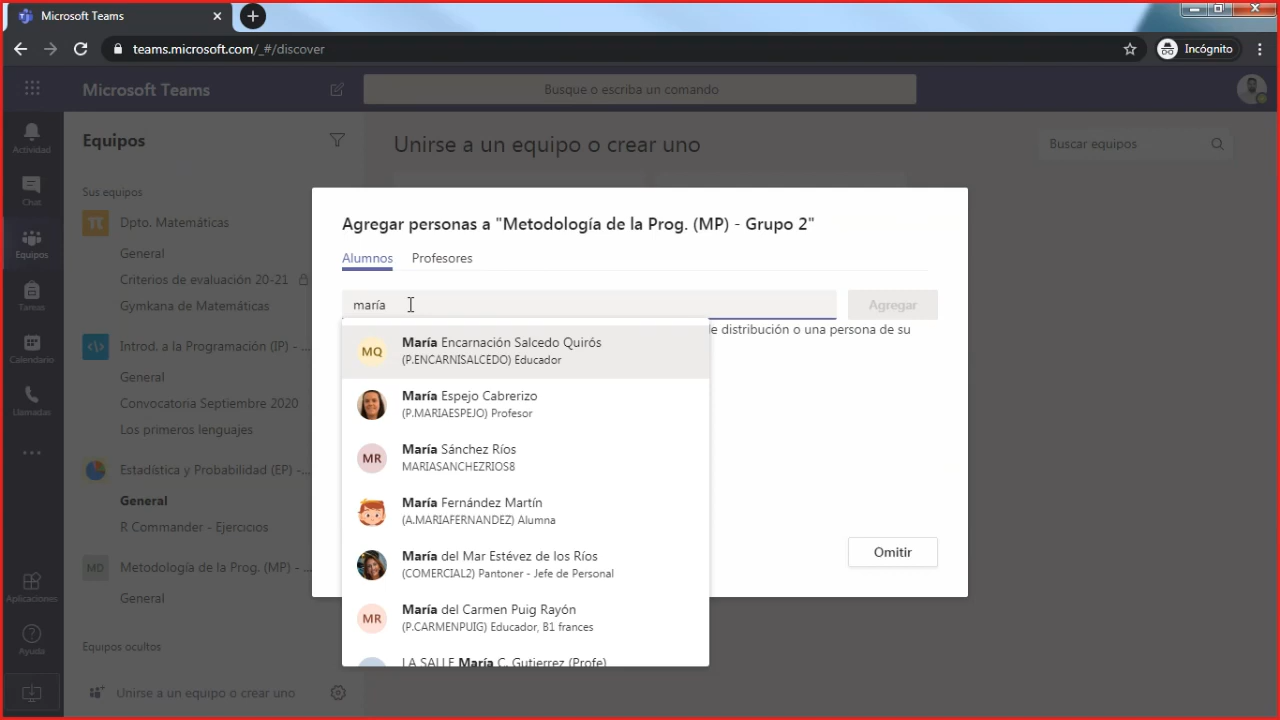 Microsoft Teams
teams.microsoft.com/_#/discover
Incógnito
Microsoft Teams
Busque o escriba un comando
Actividad
Chat
Equipos
Tareas
Calendario
Llamadas
Aplicaciones
Ayuda
Equipos
Sus equipos
Dpto. Matemáticas
General
Criterios de evaluación 20-21
Gymkana de Matemáticas
Introd. a la Programación (IP) - ...
General
Convocatoria Septiembre 2020
Los primeros lenguajes
Estadística y Probabilidad (EP) -...
General
R Commander - Ejercicios
MD
Metodología de la Prog. (MP) - ...
General
Equipos ocultos
Unirse a un equipo o crear uno
Unirse a un equipo o crear uno
Buscar equipos
Agregar personas a "Metodología de la Prog. (MP) - Grupo 2"
Alumnos
Profesores
maría
Agregar
de distribución o una persona de su
MQ
María Encarnación Salcedo Quirós
(P.ENCARNISALCEDO) Educador
María Espejo Cabrerizo
(P.MARIAESPEJO) Profesor
MR
María Sánchez Ríos
MARIASANCHEZRIOS8
María Fernández Martín
(A.MARIAFERNANDEZ) Alumna
María del Mar Estévez de los Ríos
(COMERCIAL2) Pantoner - Jefe de Personal
MR
María del Carmen Puig Rayón
(P.CARMENPUIG) Educador, B1 frances
LA SALLE María C. Gutierrez (Profe)
Omitir